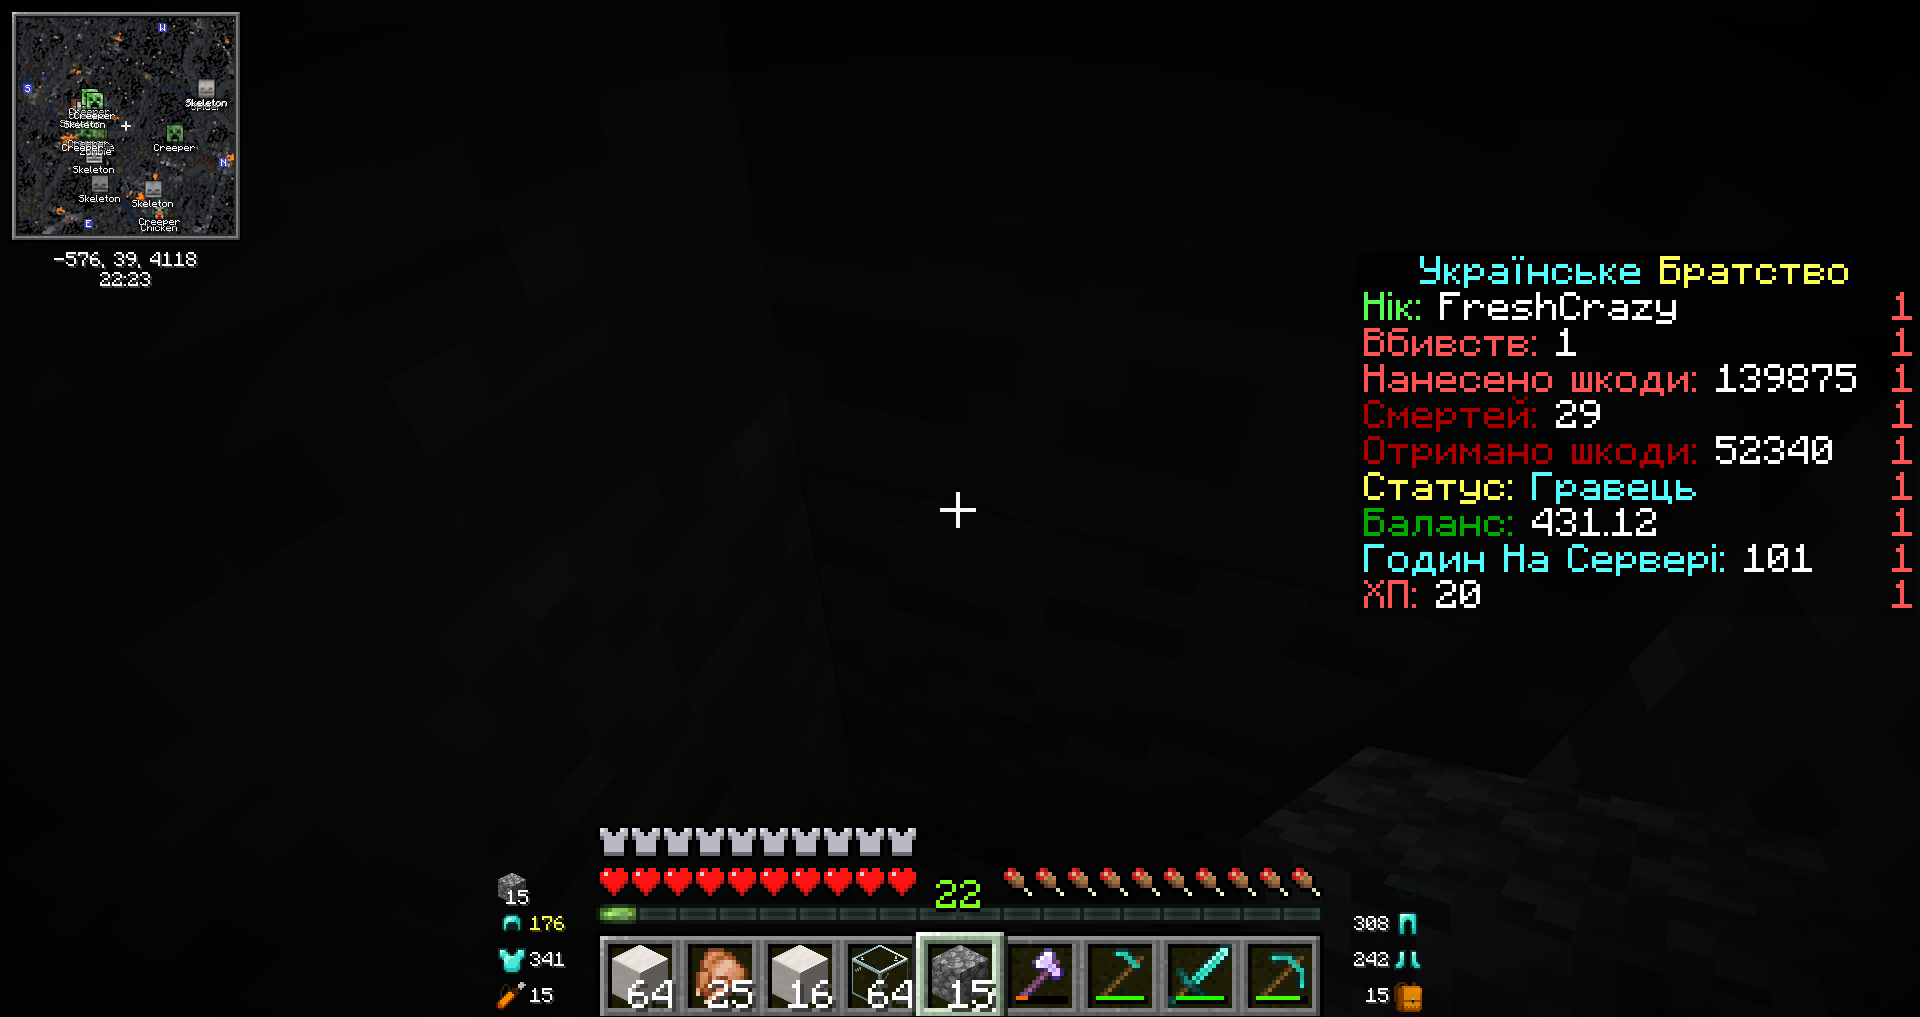 W
S
Skeleton
Creeper
Skeleton
Creeper
Creeper
Skeleton
N
Skeleton
Skeleton
Creeper
Chicken
E
-576, 39, 4118
22:23
Українське Братство
Нік: FreshCrazy 1
Вбивств: 1 1
Нанесено шкоди: 139875 1
Смертей: 29 1
Отримано шкоди: 52340 1
Статус: Гравець 1
Баланс: 431.12 1
Годин На Сервері: 101 1
ХП: 20 1
15
22
176
308
341
242
15
15
64 25 16 64 15